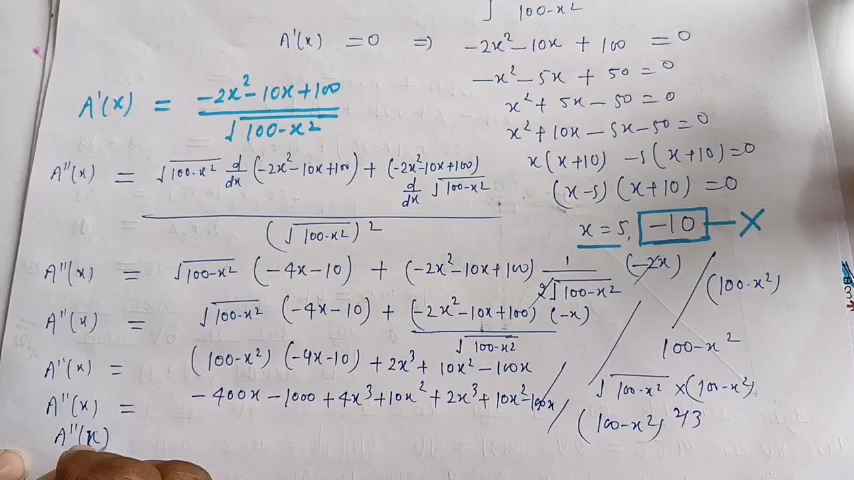 √100-x²
A'(x) = 0 ⇒ -2x² - 10x + 100 = 0
-x² - 5x + 50 = 0
A'(x) = (-2x² - 10x + 100) / √100-x²
x² + 5x - 50 = 0
x² + 10x - 5x - 50 = 0
x(x+10) - 5(x+10) = 0
A''(x) = (√100-x² d/dx (-2x² - 10x + 100) + (-2x² - 10x + 100) d/dx √100-x²) / (√100-x²)²
(x-5)(x+10) = 0
x = 5, -10 — X
A''(x) = √100-x² (-4x-10) + (-2x² - 10x + 100) 1/2√100-x² (-2x) / (100-x²)
A''(x) = √100-x² (-4x-10) + (-2x² - 10x + 100)(-x)/√100-x² / 100-x²
A''(x) = (100-x²)(-4x-10) + 2x³ + 10x² - 100x / √100-x² × (100-x²)
A''(x) = -400x - 1000 + 4x³ + 10x² + 2x³ + 10x² - 100x / (100-x²)^2/3
A''(x)